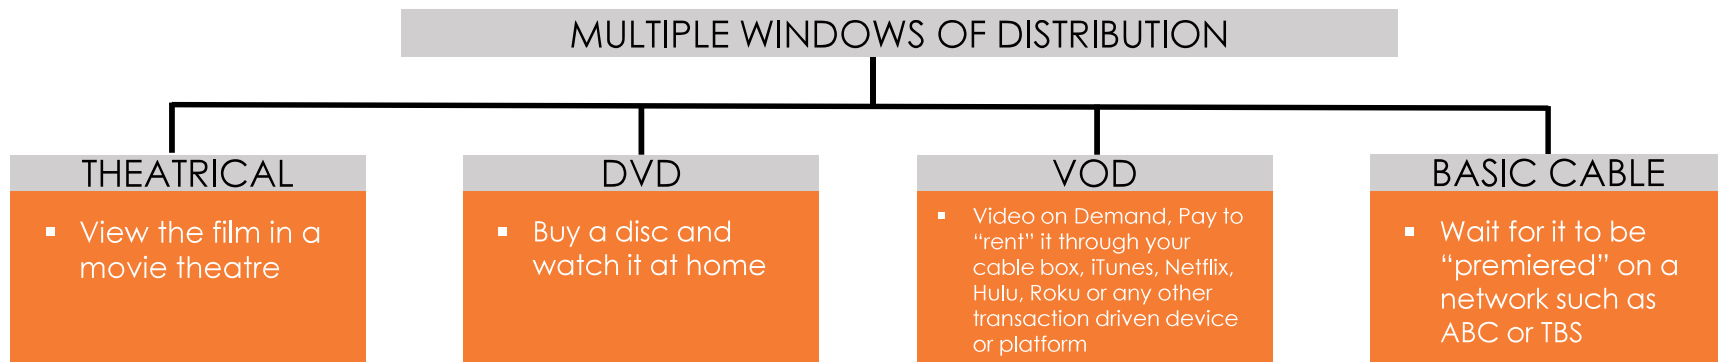 MULTIPLE WINDOWS OF DISTRIBUTION
THEATRICAL
View the film in a
movie theatre
DVD
Buy a disc and
watch it at home
VOD
Video on Demand, Pay to
“rent” it through your
cable box, iTunes, Netflix,
Hulu, Roku or any other
transaction driven device
or platform
BASIC CABLE
Wait for it to be
“premiered” on a
network such as
ABC or TBS